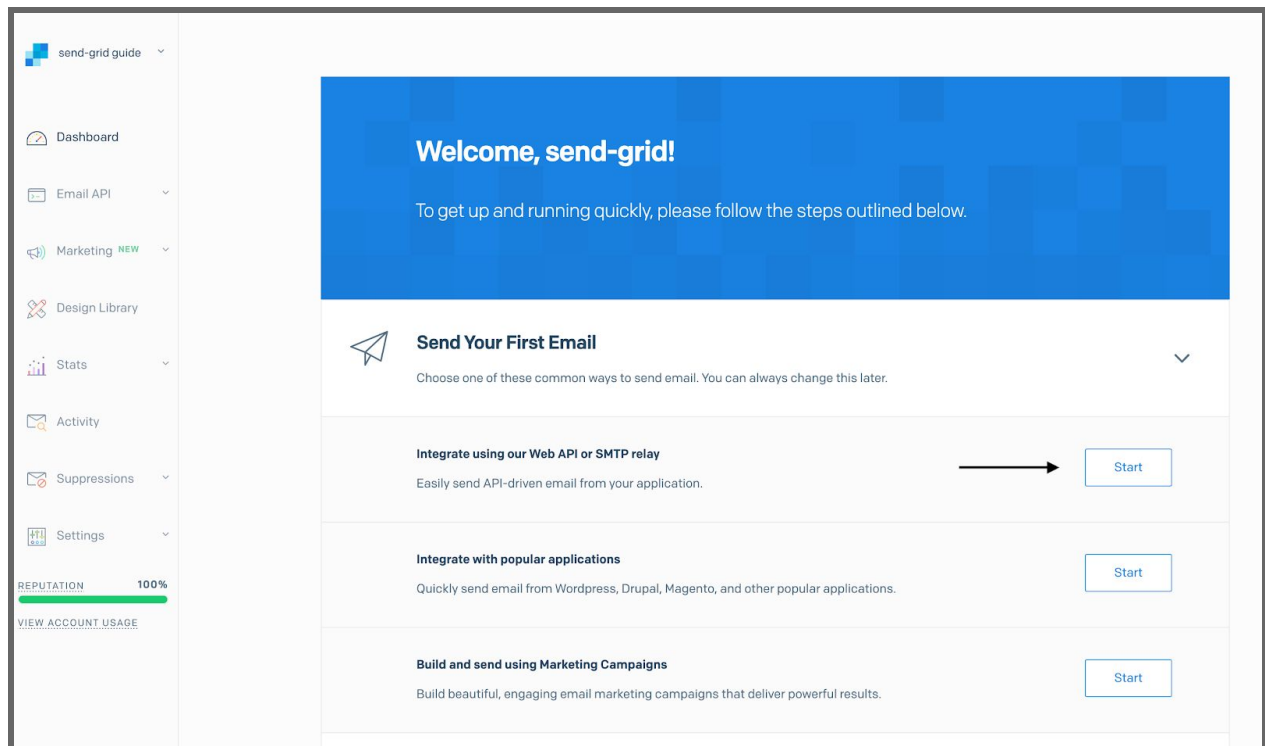 send-grid guide
Dashboard
Email API
Marketing NEW
Design Library
Stats
Activity
Suppressions
Settings
REPUTATION 100%
VIEW ACCOUNT USAGE
Welcome, send-grid!
To get up and running quickly, please follow the steps outlined below.
Send Your First Email
Choose one of these common ways to send email. You can always change this later.
Integrate using our Web API or SMTP relay
Easily send API-driven email from your application.
Start
Integrate with popular applications
Quickly send email from Wordpress, Drupal, Magento, and other popular applications.
Start
Build and send using Marketing Campaigns
Build beautiful, engaging email marketing campaigns that deliver powerful results.
Start